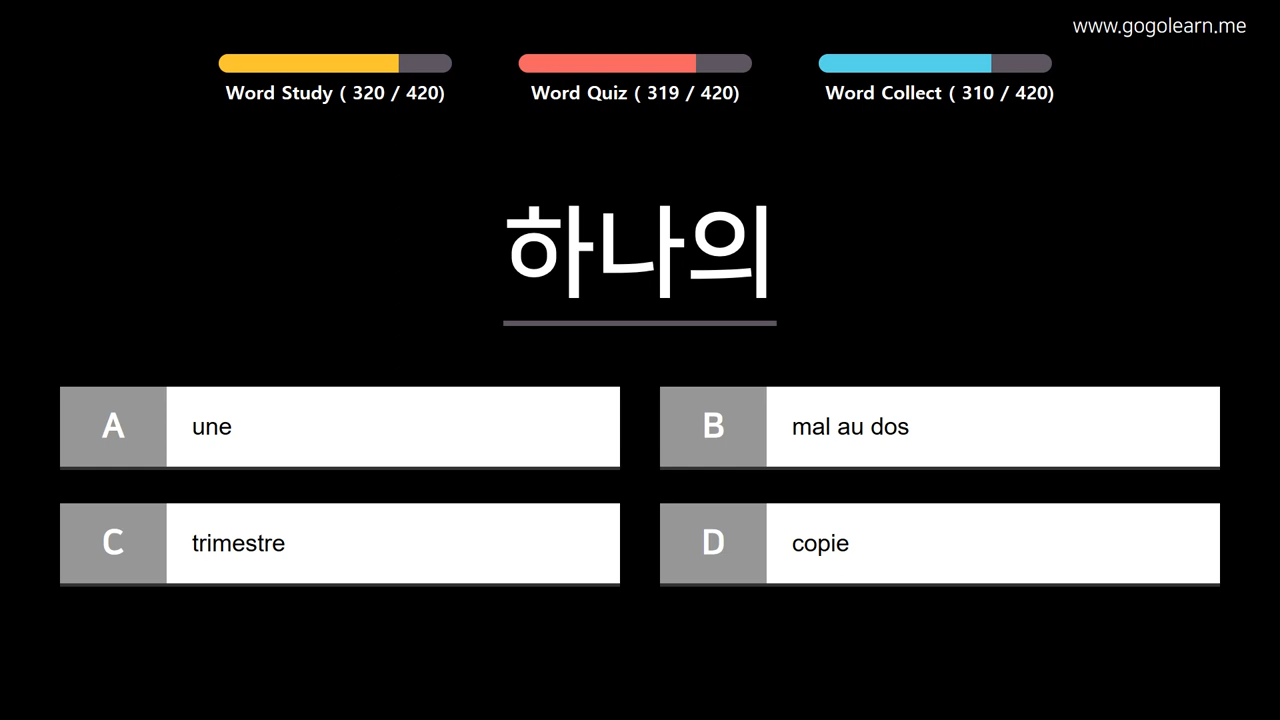 www.gogolearn.me
Word Study ( 320 / 420)
Word Quiz ( 319 / 420)
Word Collect ( 310 / 420)
하나의
A une
B mal au dos
C trimestre
D copie